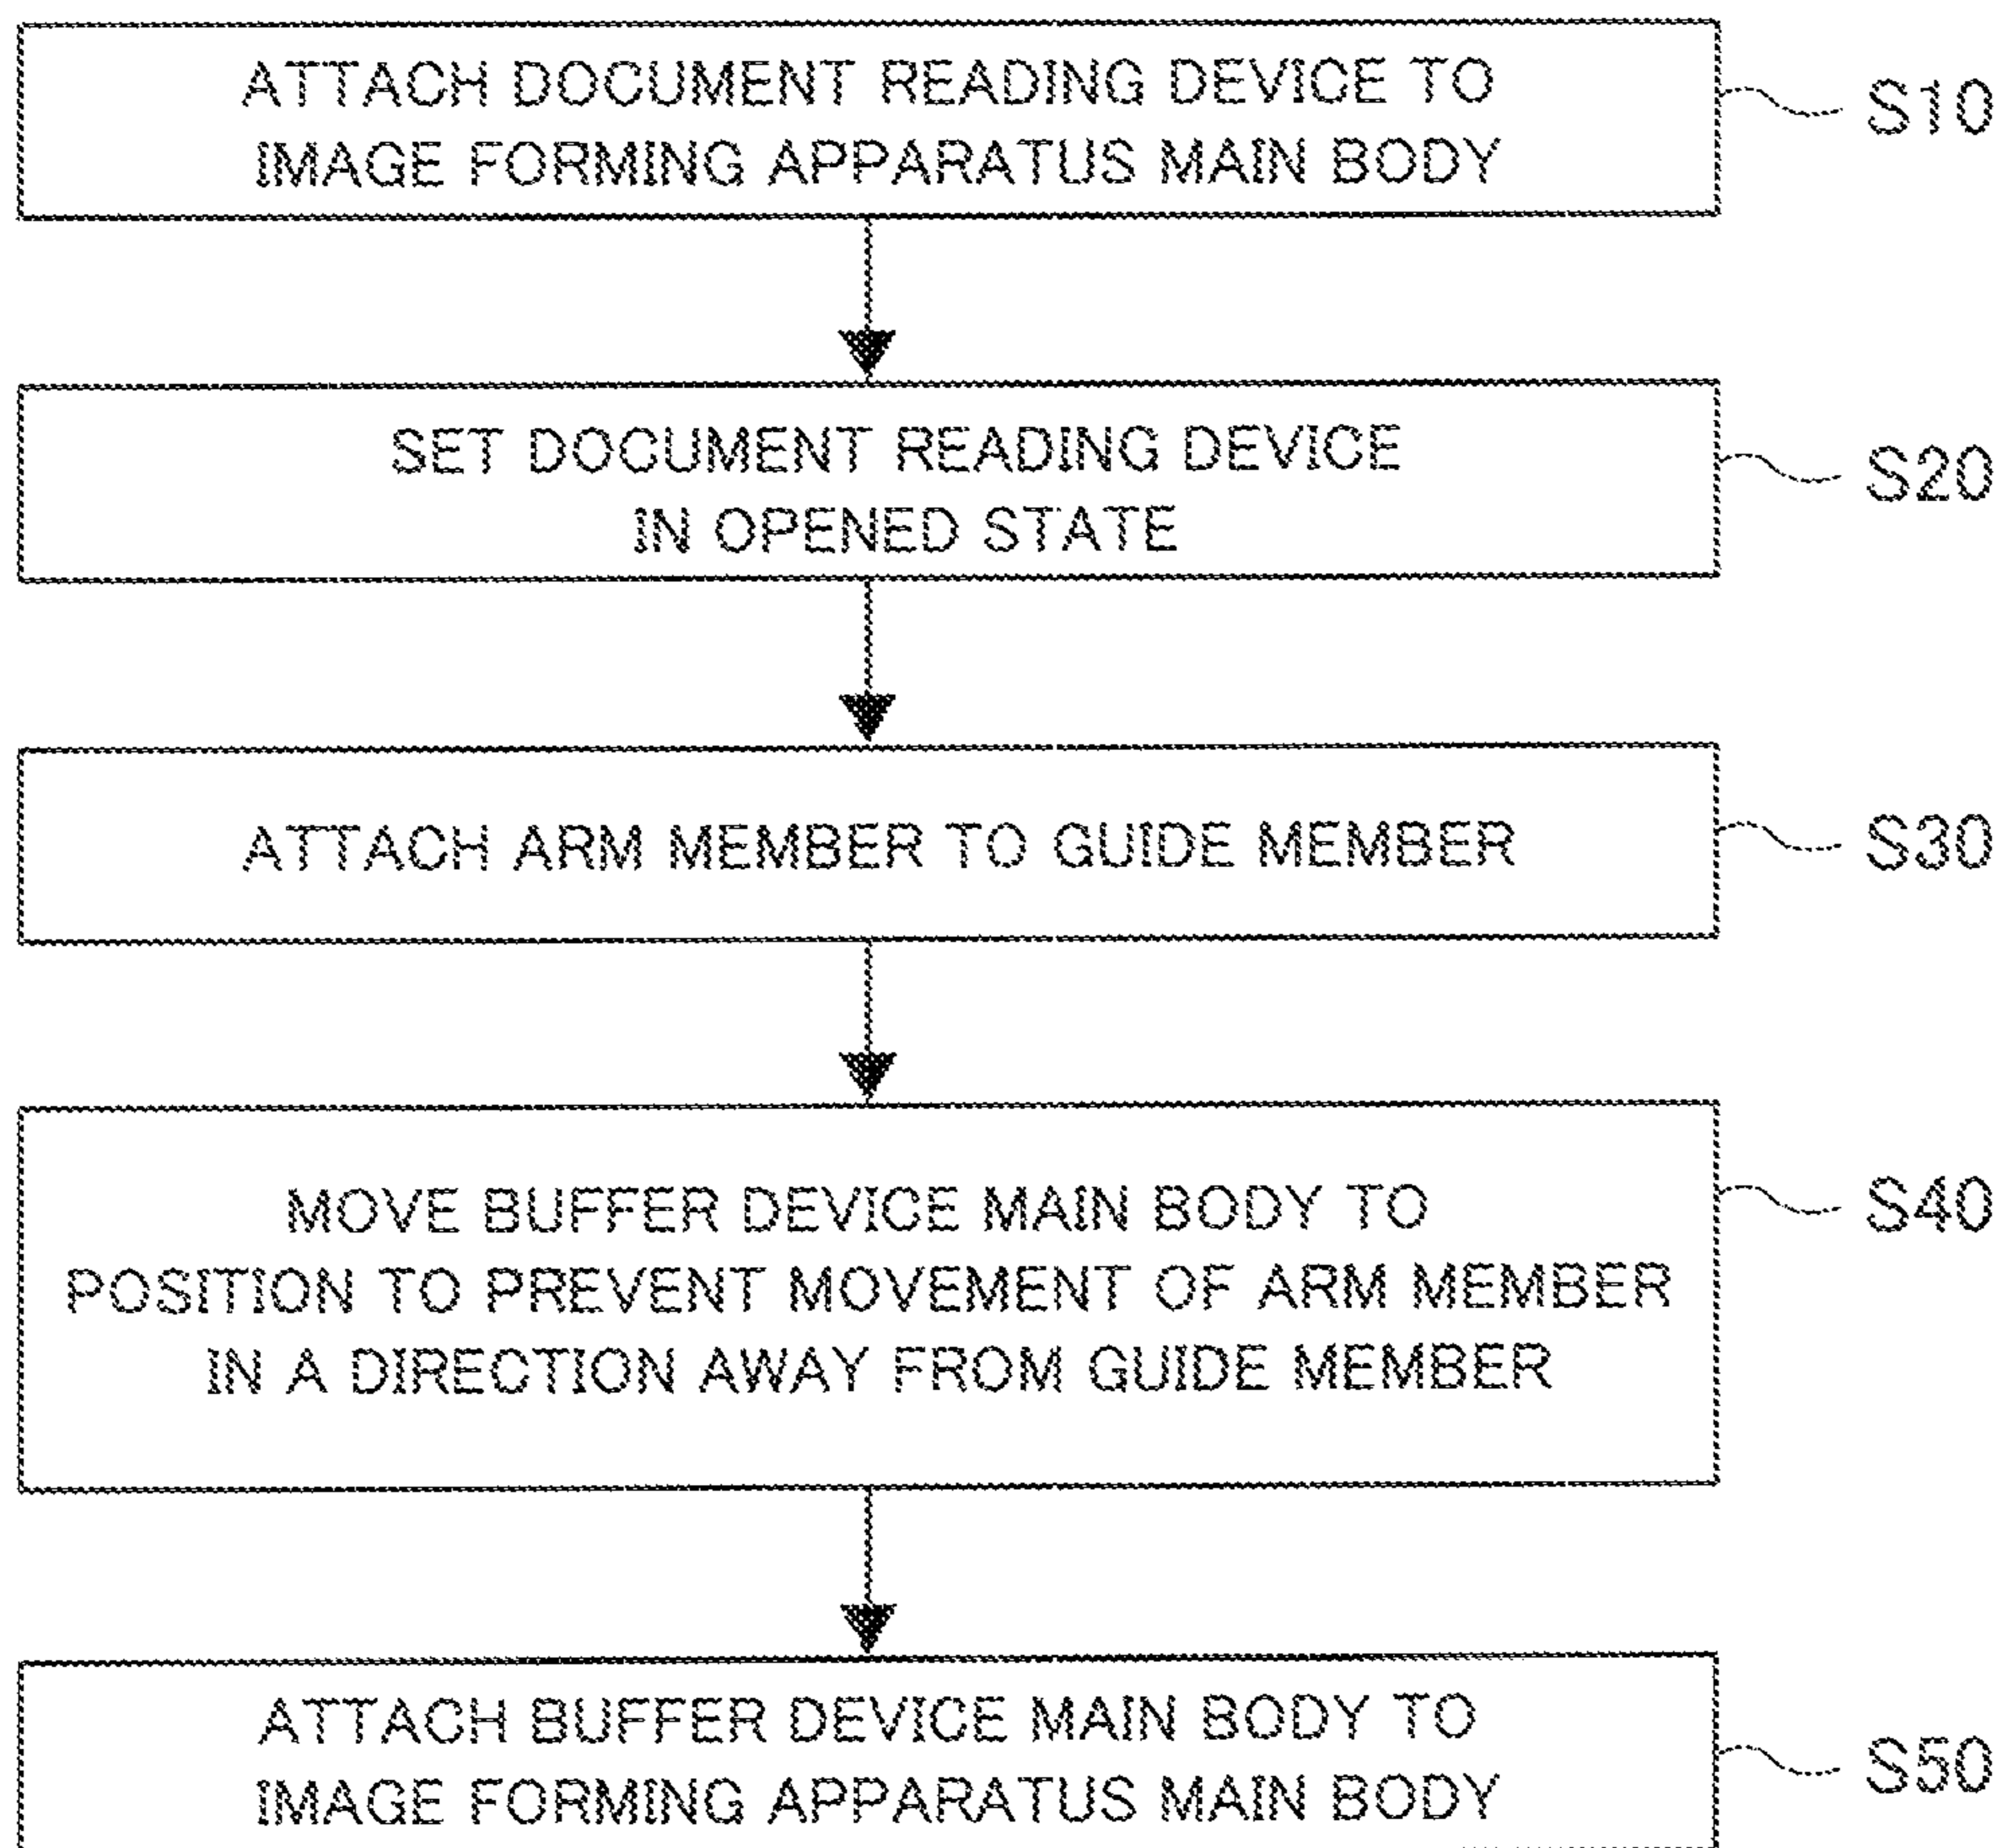 ATTACH DOCUMENT READING DEVICE TO
IMAGE FORMING APPARATUS MAIN BODY
S10
SET DOCUMENT READING DEVICE
IN OPENED STATE
S20
ATTACH ARM MEMBER TO GUIDE MEMBER
S30
MOVE BUFFER DEVICE MAIN BODY TO
POSITION TO PREVENT MOVEMENT OF ARM MEMBER
IN A DIRECTION AWAY FROM GUIDE MEMBER
S40
ATTACH BUFFER DEVICE MAIN BODY TO
IMAGE FORMING APPARATUS MAIN BODY
S50